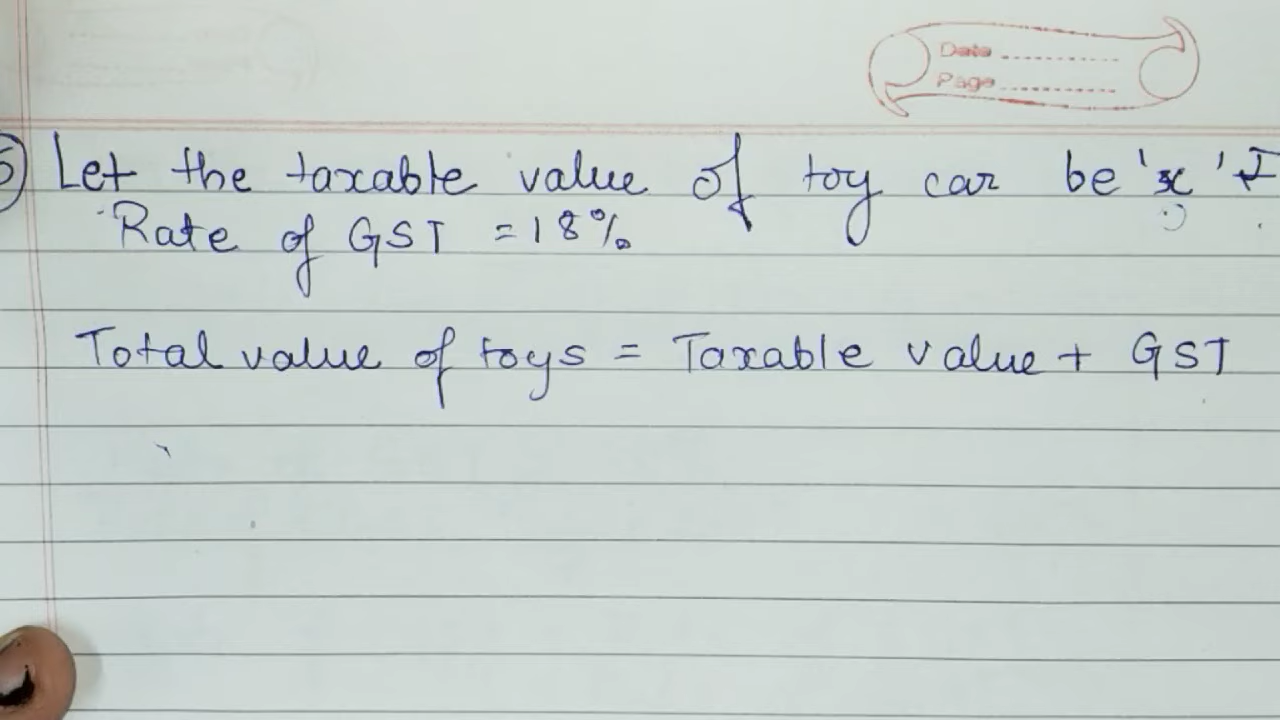 Date ............
Page ............
5) Let the taxable value of toy car be 'x' ₹
Rate of GST = 18%
Total value of toys = Taxable value + GST